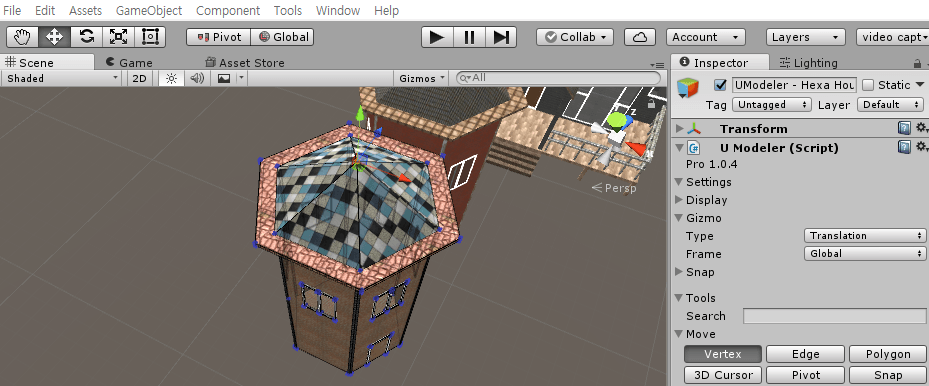 File Edit Assets GameObject Component Tools Window Help
Pivot Global Collab Account Layers video capt
Scene Game Asset Store Inspector Lighting
Shaded 2D Gizmos All
UModeler - Hexa Hou Static
Tag Untagged Layer Default
Transform
U Modeler (Script)
Pro 1.0.4
z
Persp
Settings
Display
Gizmo
Type Translation
Frame Global
Snap
Tools
Search
Move
Vertex Edge Polygon
3D Cursor Pivot Snap